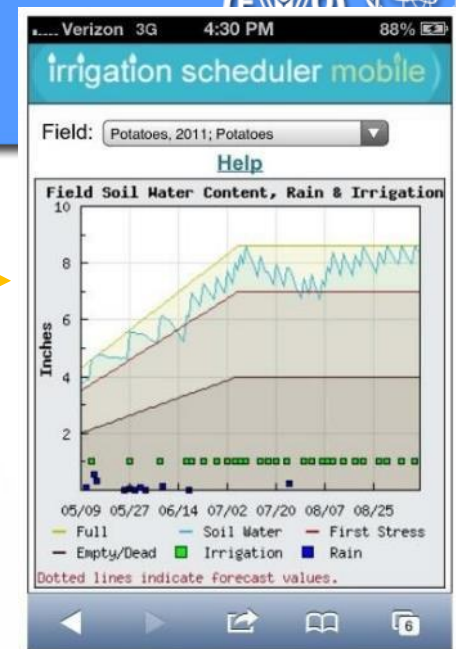 Verizon 3G 4:30 PM 88%
irrigation scheduler mobile
Field: Potatoes, 2011; Potatoes
Help
Field Soil Water Content, Rain & Irrigation
10
8
6
4
2
Inches
05/09 05/27 06/14 07/02 07/20 08/07 08/25
Full Soil Water First Stress
Empty/Dead Irrigation Rain
Dotted lines indicate forecast values.
6